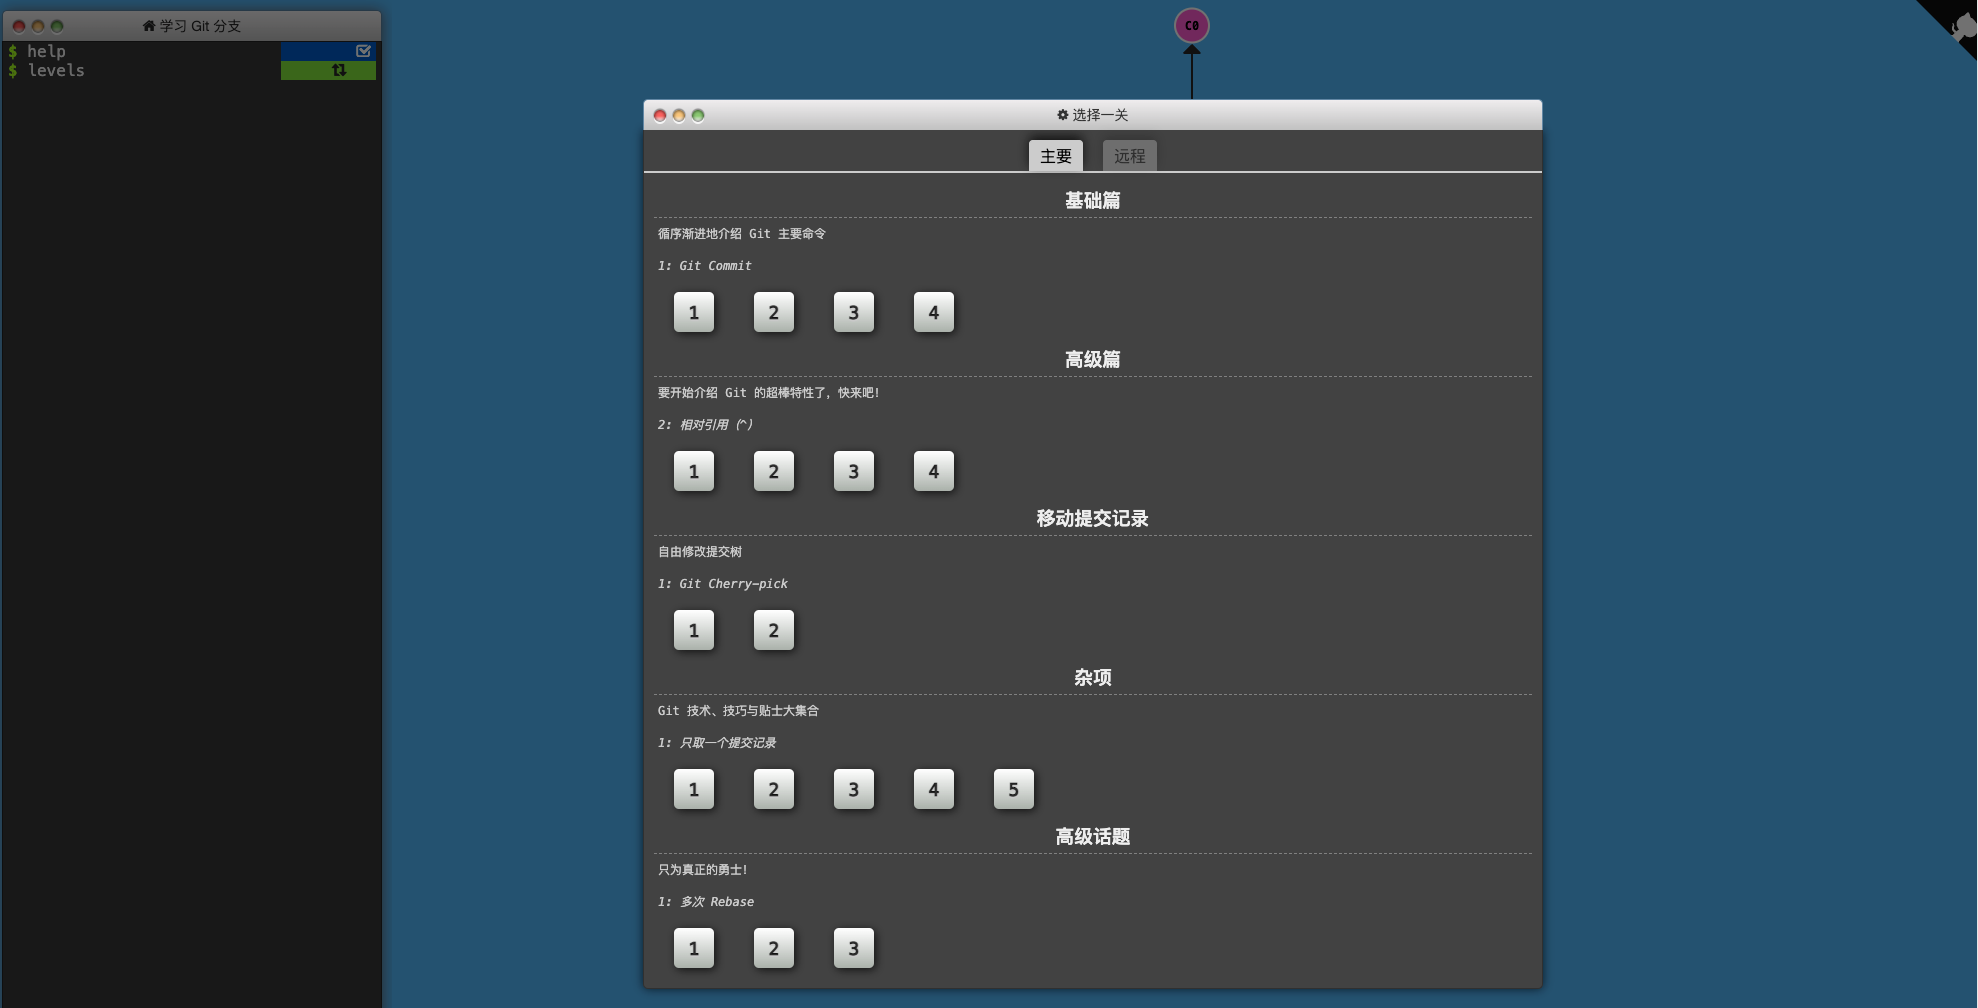 学习 Git 分支
$ help
$ levels
C0
选择一关
主要 远程
基础篇
循序渐进地介绍 Git 主要命令
1: Git Commit
1 2 3 4
高级篇
要开始介绍 Git 的超棒特性了，快来吧！
2: 相对引用（^）
1 2 3 4
移动提交记录
自由修改提交树
1: Git Cherry-pick
1 2
杂项
Git 技术、技巧与贴士大集合
1: 只取一个提交记录
1 2 3 4 5
高级话题
只为真正的勇士！
1: 多次 Rebase
1 2 3